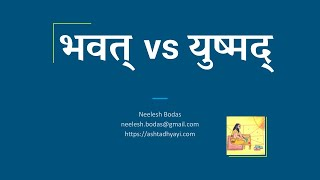 भवत् vs युष्मद्
Neelesh Bodas
neelesh.bodas@gmail.com
https://ashtadhyayi.com